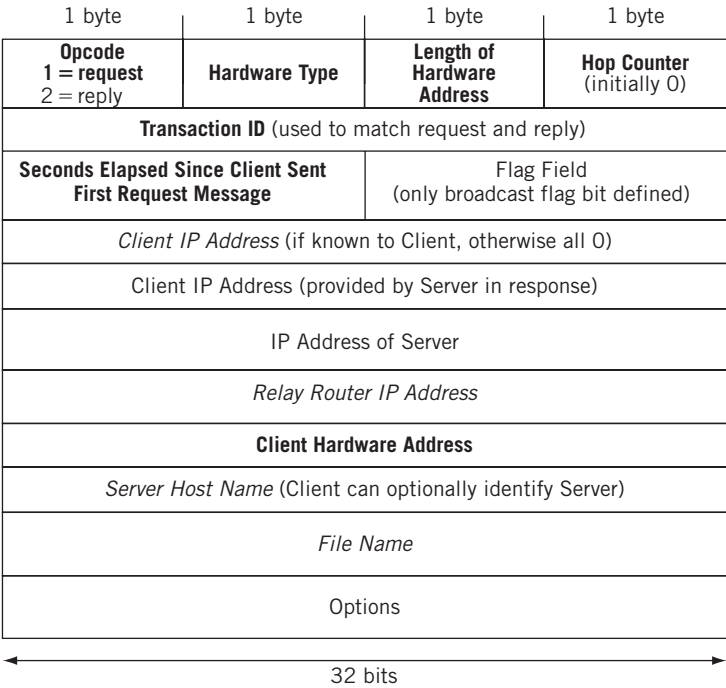 1 byte 1 byte 1 byte 1 byte
Opcode
1 = request
2 = reply
Hardware Type
Length of
Hardware
Address
Hop Counter
(initially 0)
Transaction ID (used to match request and reply)
Seconds Elapsed Since Client Sent
First Request Message
Flag Field
(only broadcast flag bit defined)
Client IP Address (if known to Client, otherwise all 0)
Client IP Address (provided by Server in response)
IP Address of Server
Relay Router IP Address
Client Hardware Address
Server Host Name (Client can optionally identify Server)
File Name
Options
32 bits